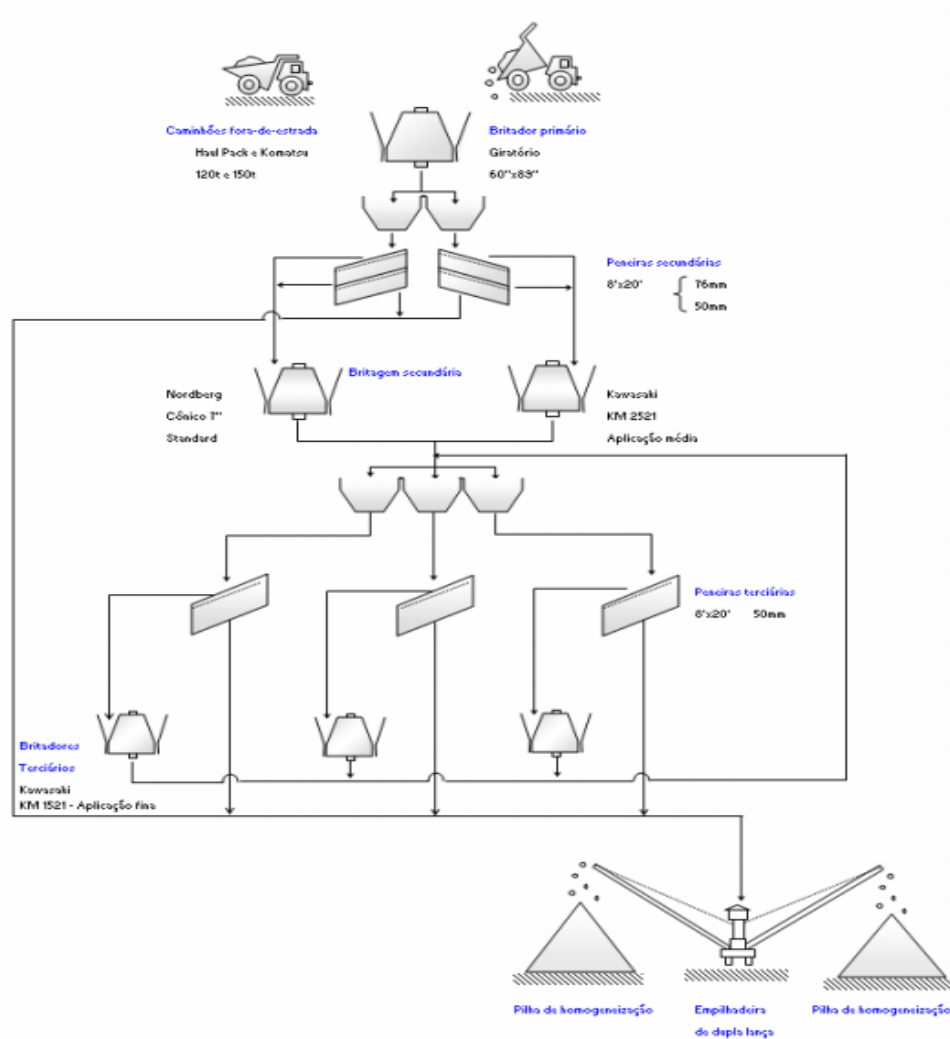 Caminhões fora-de-estrada
Haul Pack e Komatsu
120t e 150t
Britador primário
Giratório
60"x89"
Peneiras secundárias
8'x20'
76mm
50mm
Britagem secundária
Nordberg
Cônico 7"
Standard
Kawasaki
KM 2521
Aplicação média
Peneiras terciárias
8'x20' 50mm
Britadores
Terciários
Kawasaki
KM 1521 - Aplicação fina
Pilha de homogeneização
Empilhadeira
de dupla lança
Pilha de homogeneização